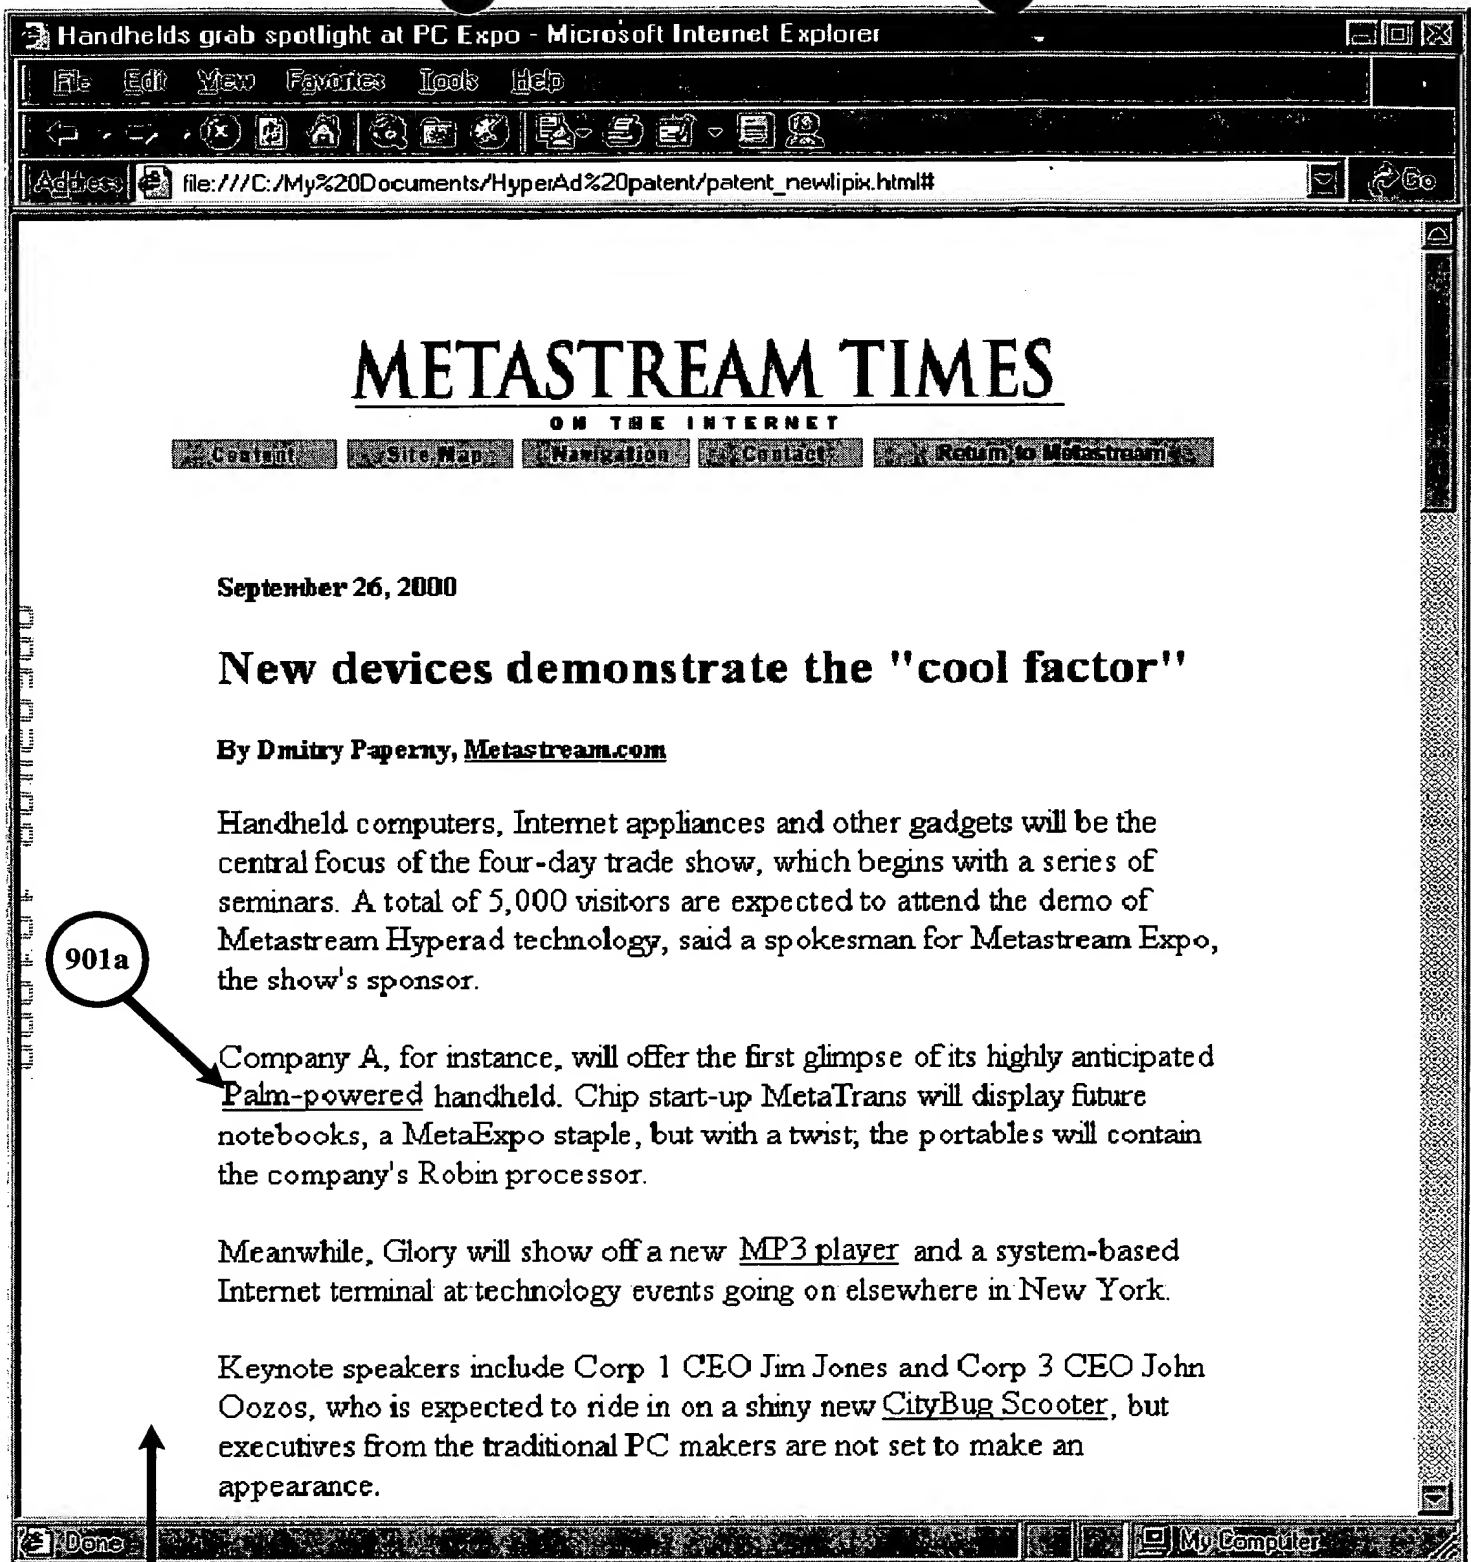 Handhelds grab spotlight at PC Expo - Microsoft Internet Explorer
File Edit View Favorites Tools Help
Address file:///C:/My%20Documents/HyperAd%20patent/patent_newlipix.html# Go
METASTREAM TIMES
ON THE INTERNET
Content Site Map Navigation Contact Return to Metastream
September 26, 2000
New devices demonstrate the "cool factor"
By Dmitry Paperny, Metastream.com
Handheld computers, Internet appliances and other gadgets will be the
central focus of the four-day trade show, which begins with a series of
seminars. A total of 5,000 visitors are expected to attend the demo of
Metastream Hyperad technology, said a spokesman for Metastream Expo,
the show's sponsor.
901a
Company A, for instance, will offer the first glimpse of its highly anticipated
Palm-powered handheld. Chip start-up MetaTrans will display future
notebooks, a MetaExpo staple, but with a twist; the portables will contain
the company's Robin processor.
Meanwhile, Glory will show off a new MP3 player and a system-based
Internet terminal at technology events going on elsewhere in New York.
Keynote speakers include Corp 1 CEO Jim Jones and Corp 3 CEO John
Oozos, who is expected to ride in on a shiny new CityBug Scooter, but
executives from the traditional PC makers are not set to make an
appearance.
Done My Computer